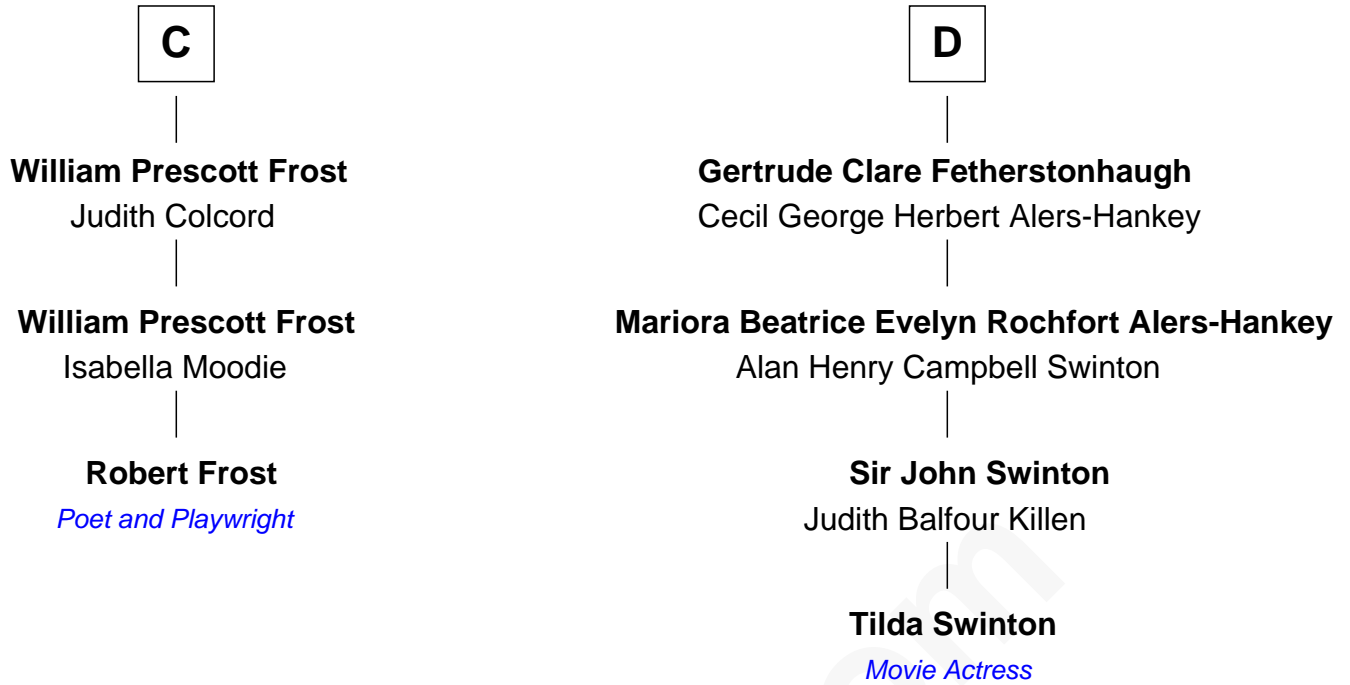 C
William Prescott Frost
Judith Colcord
William Prescott Frost
Isabella Moodie
Robert Frost
Poet and Playwright
D
Gertrude Clare Fetherstonhaugh
Cecil George Herbert Alers-Hankey
Mariora Beatrice Evelyn Rochfort Alers-Hankey
Alan Henry Campbell Swinton
Sir John Swinton
Judith Balfour Killen
Tilda Swinton
Movie Actress